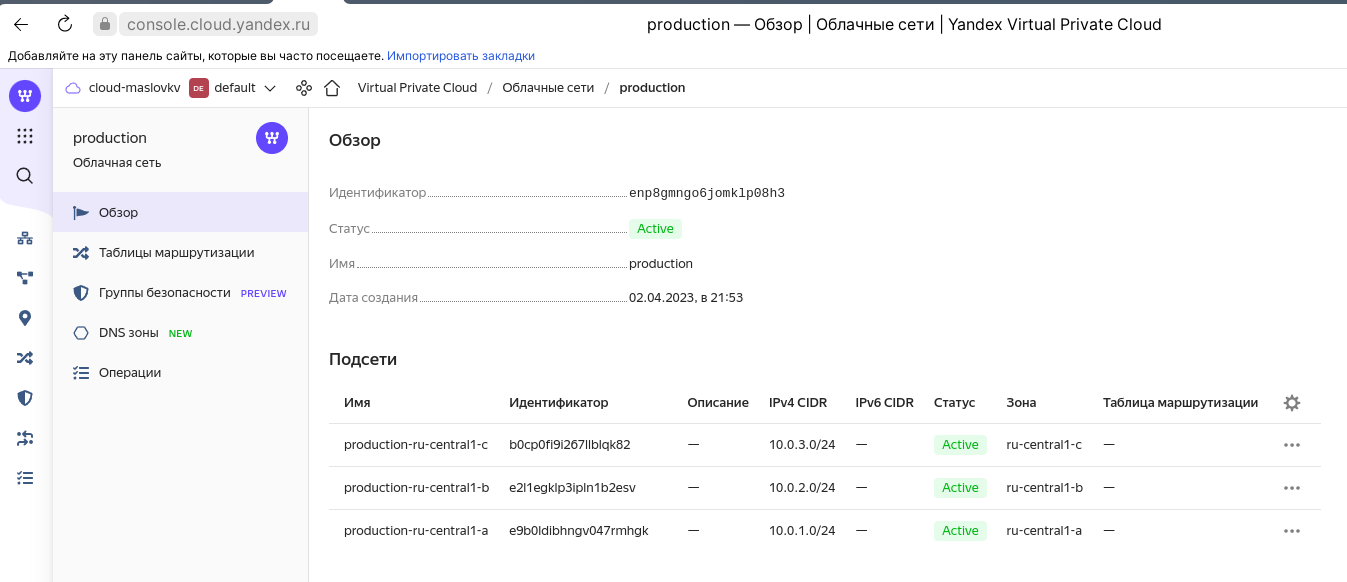 console.cloud.yandex.ru
production — Обзор | Облачные сети | Yandex Virtual Private Cloud
Добавляйте на эту панель сайты, которые вы часто посещаете. Импортировать закладки
cloud-maslovkv DE default Virtual Private Cloud / Облачные сети / production
production
Облачная сеть
Обзор
Таблицы маршрутизации
Группы безопасности PREVIEW
DNS зоны NEW
Операции
Обзор
Идентификатор enp8gmngo6jomklp08h3
Статус Active
Имя production
Дата создания 02.04.2023, в 21:53
Подсети
Имя Идентификатор Описание IPv4 CIDR IPv6 CIDR Статус Зона Таблица маршрутизации
production-ru-central1-c b0cp0fi9i267llblqk82 — 10.0.3.0/24 — Active ru-central1-c —
production-ru-central1-b e2l1egklp3ipln1b2esv — 10.0.2.0/24 — Active ru-central1-b —
production-ru-central1-a e9b0ldibhngv047rmhgk — 10.0.1.0/24 — Active ru-central1-a —